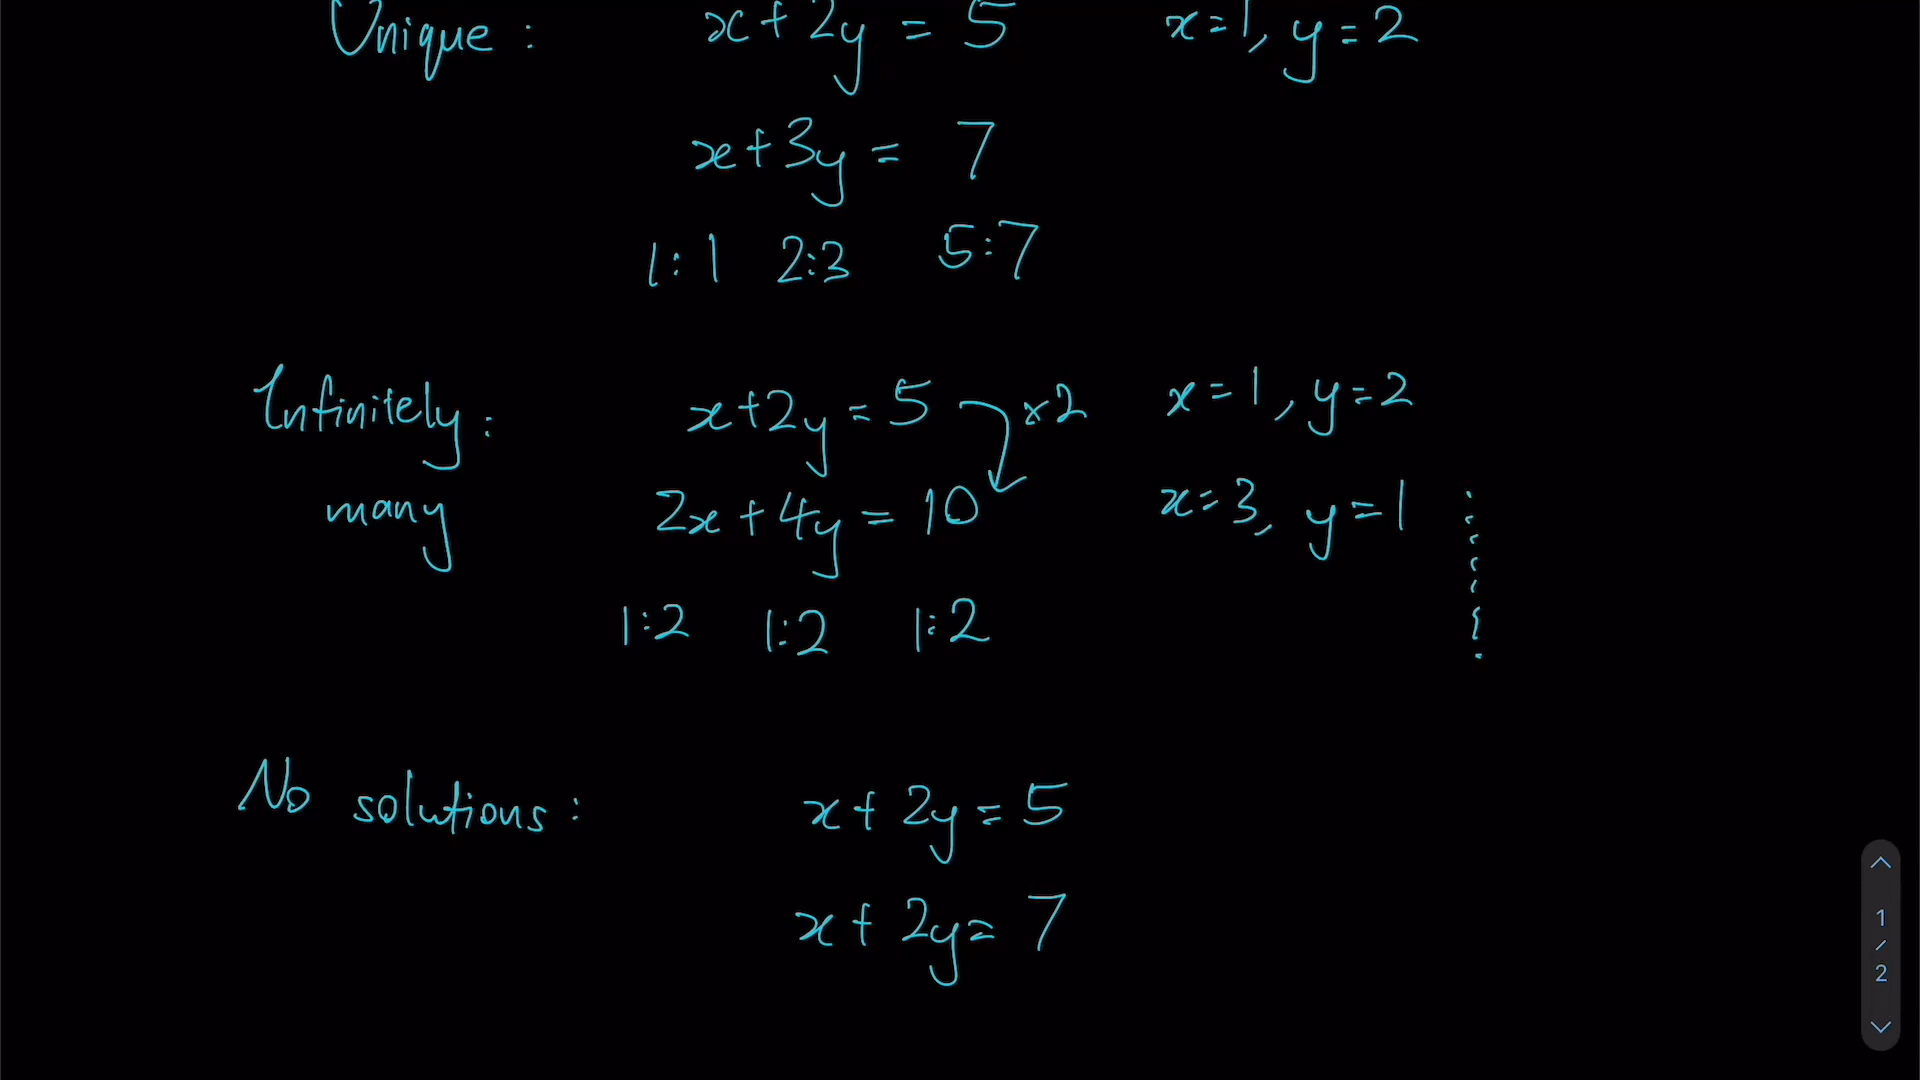 Unique : x + 2y = 5 x = 1, y = 2
x + 3y = 7
1 : 1 2 : 3 5 : 7
Infinitely : x + 2y = 5 x 2 x = 1, y = 2
many 2x + 4y = 10 x = 3, y = 1
1 : 2 1 : 2 1 : 2
No solutions : x + 2y = 5
x + 2y = 7
1
/
2